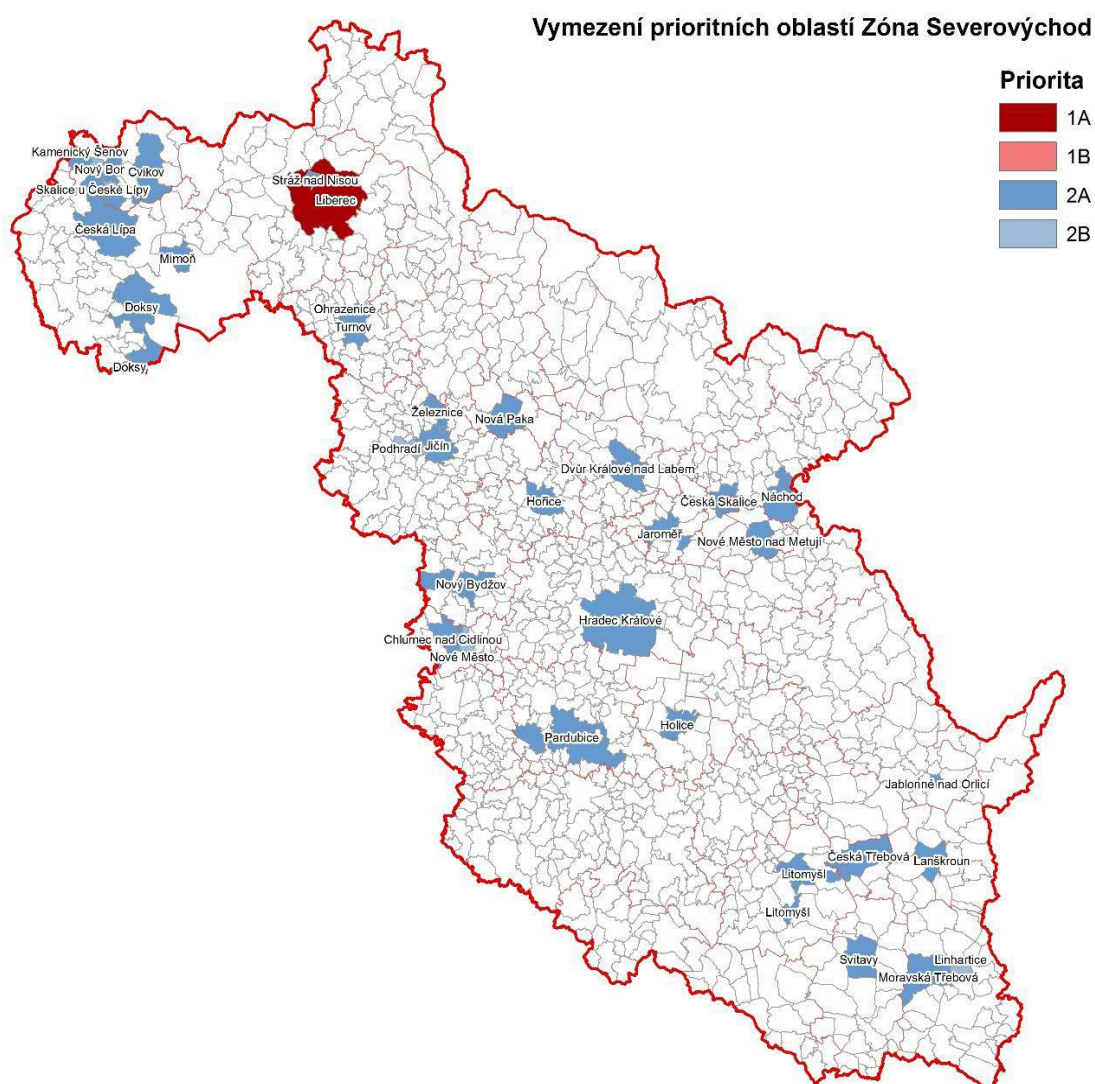 Vymezení prioritních oblastí Zóna Severovýchod
Priorita
1A
1B
2A
2B
Kamenický Šenov
Nový Bor
Cvikov
Skalice u České Lípy
Česká Lípa
Mimoň
Doksy
Doksy
Stráž nad Nisou
Liberec
Ohrazenice
Turnov
Železnice
Nová Paka
Podhradí
Jičín
Dvůr Králové nad Labem
Hořice
Česká Skalice
Náchod
Jaroměř
Nové Město nad Metují
Nový Bydžov
Hradec Králové
Chlumec nad Cidlinou
Nové Město
Pardubice
Holice
Jablonné nad Orlicí
Česká Třebová
Lanškroun
Litomyšl
Litomyšl
Svitavy
Linhartice
Moravská Třebová